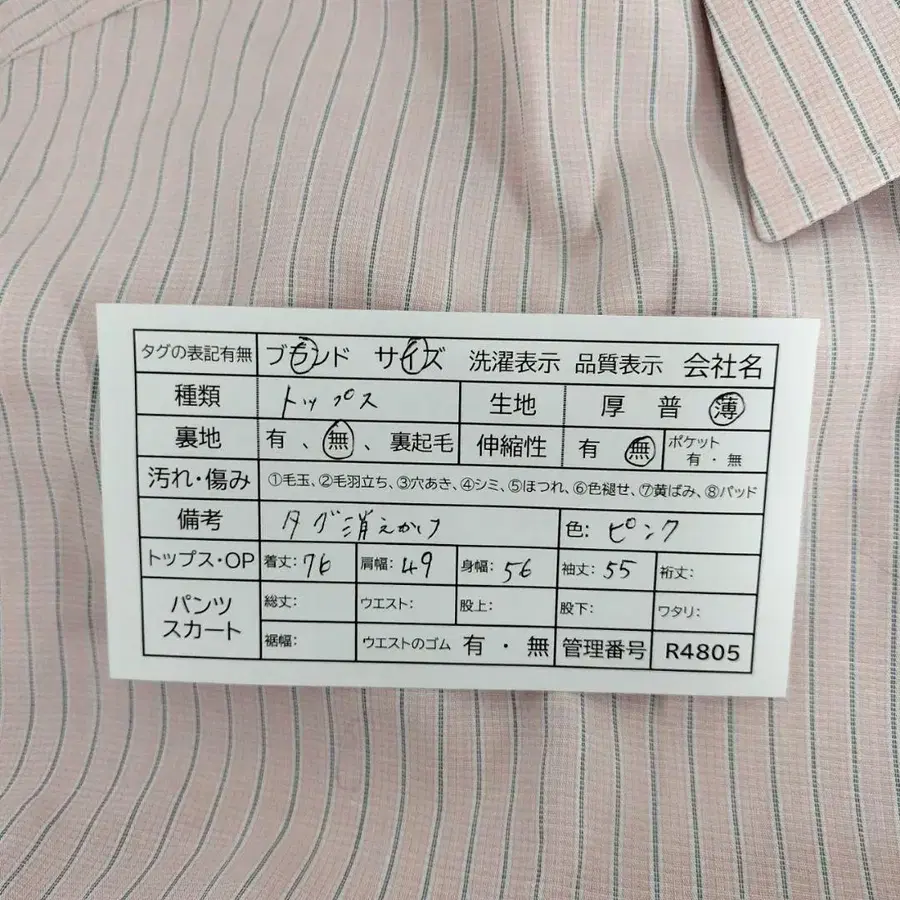 タグの表記有無 ブランド サイズ 洗濯表示 品質表示 会社名
種類 トップス 生地 厚 普 薄
裏地 有 、無 、裏起毛 伸縮性 有 無 ポケット 有・無
汚れ・傷み ①毛玉、②毛羽立ち、③穴あき、④シミ、⑤ほつれ、⑥色褪せ、⑦黄ばみ、⑧パッド
備考 タグ消えかけ 色: ピンク
トップス・OP 着丈: 76 肩幅: 49 身幅: 56 袖丈: 55 裄丈:
パンツ スカート 総丈: ウエスト: 股上: 股下: ワタリ:
裾幅: ウエストのゴム 有 ・ 無 管理番号 R4805